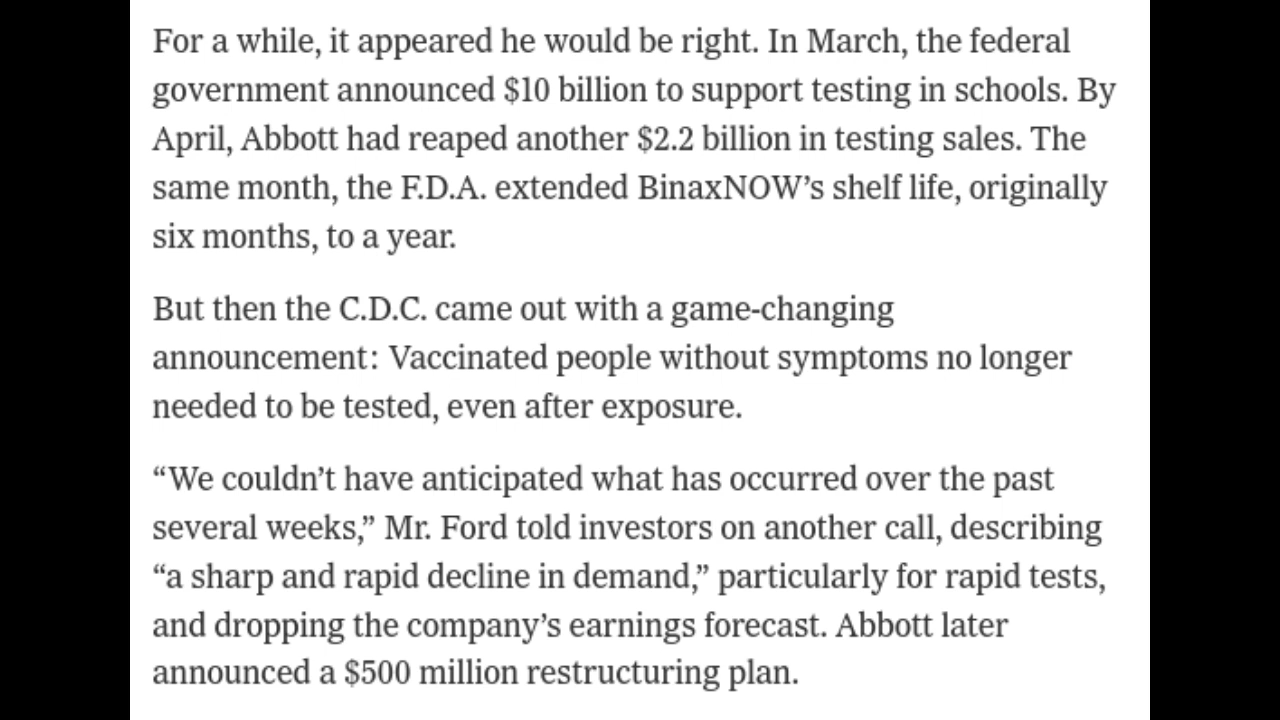 For a while, it appeared he would be right. In March, the federal
government announced $10 billion to support testing in schools. By
April, Abbott had reaped another $2.2 billion in testing sales. The
same month, the F.D.A. extended BinaxNOW’s shelf life, originally
six months, to a year.
But then the C.D.C. came out with a game-changing
announcement: Vaccinated people without symptoms no longer
needed to be tested, even after exposure.
“We couldn’t have anticipated what has occurred over the past
several weeks,” Mr. Ford told investors on another call, describing
“a sharp and rapid decline in demand,” particularly for rapid tests,
and dropping the company’s earnings forecast. Abbott later
announced a $500 million restructuring plan.